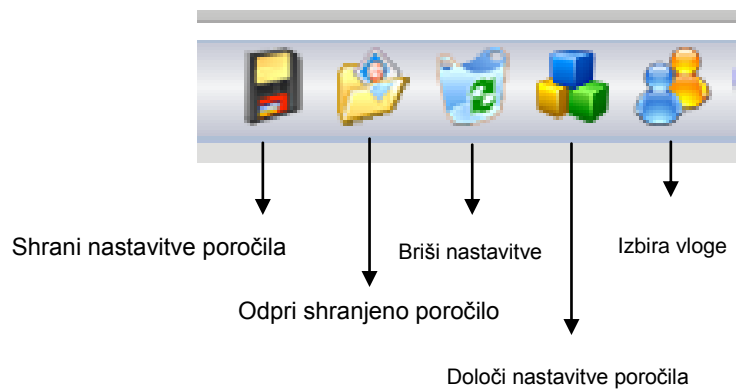 Shrani nastavitve poročila
Briši nastavitve
Izbira vloge
Odpri shranjeno poročilo
Določi nastavitve poročila